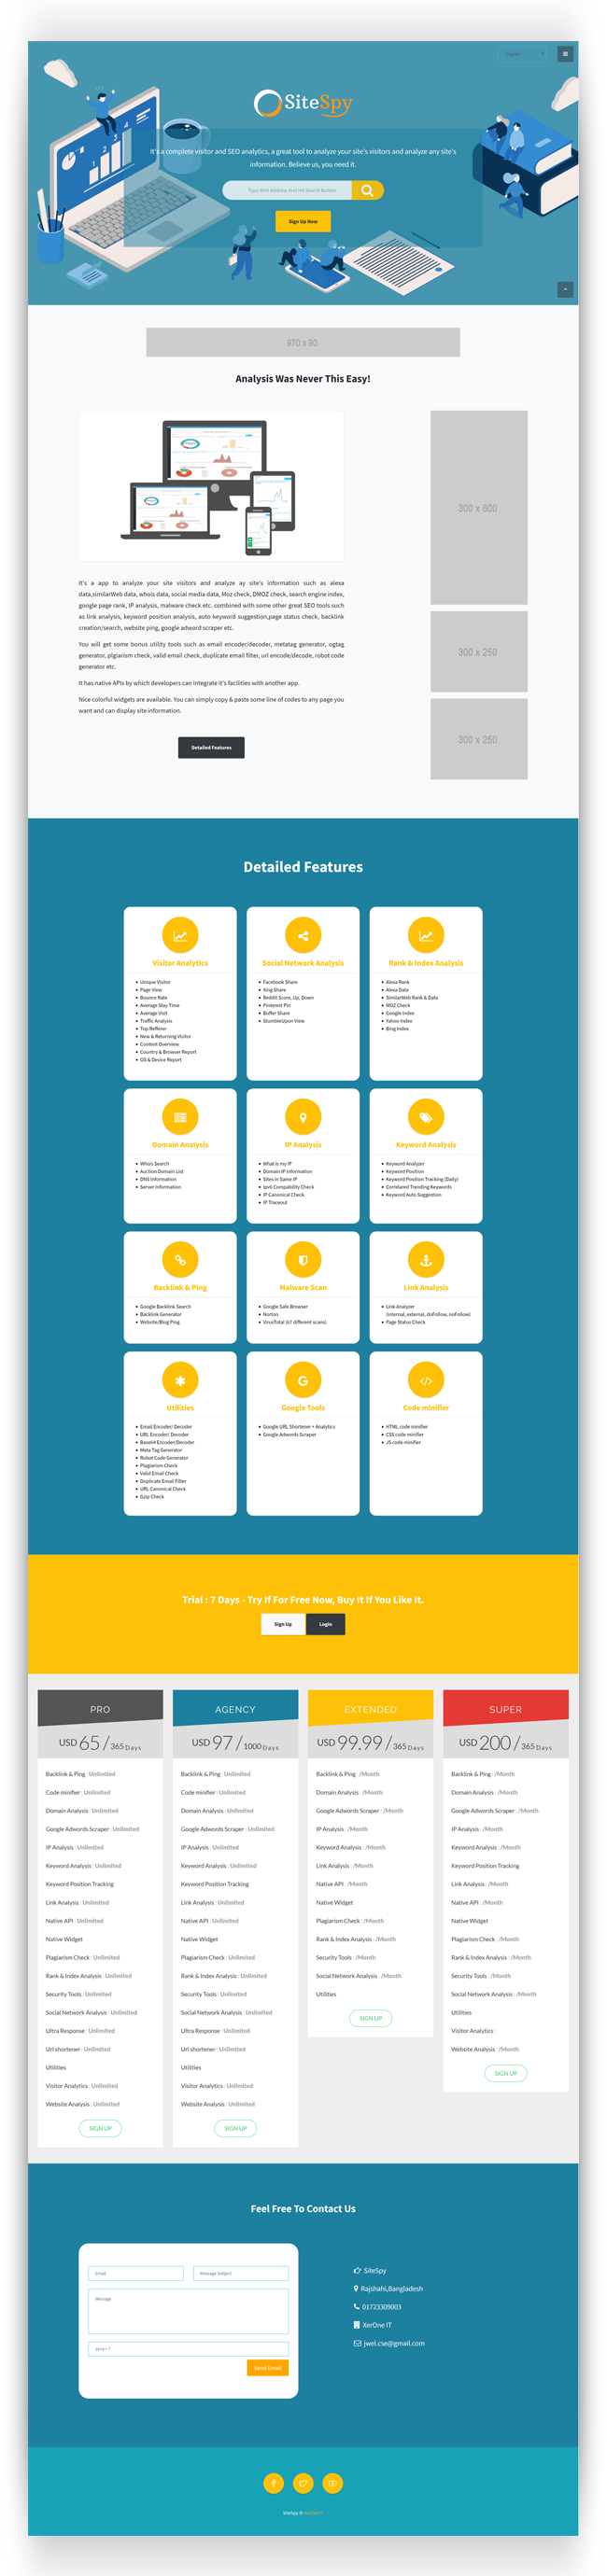 English
SiteSpy
It's a complete visitor and SEO analytics, a great tool to analyze your site's visitors and analyze any site's
information. Believe us, you need it.
Type Web Address And Hit Search Button
Sign Up Now
970 x 90
Analysis Was Never This Easy!
300 x 600
300 x 250
300 x 250
It's a app to analyze your site visitors and analyze ay site's information such as alexa
data,similarWeb data, whois data, social media data, Moz check, DMOZ check, search engine index,
google page rank, IP analysis, malware check etc. combined with some other great SEO tools such
as link analysis, keyword position analysis, auto keyword suggestion,page status check, backlink
creation/search, website ping, google adword scraper etc.
You will get some bonus utility tools such as email encoder/decoder, metatag generator, ogtag
generator, plgiarism check, valid email check, duplicate email filter, url encode/decode, robot code
generator etc.
It has native APIs by which developers can integrate it's facilities with another app.
Nice colorful widgets are available. You can simply copy & paste some line of codes to any page you
want and can display site information.
Detailed Features
Detailed Features
Visitor Analytics
Unique Visitor
Page View
Bounce Rate
Average Stay Time
Average Visit
Traffic Analysis
Top Refferer
New & Returning Visitor
Content Overview
Country & Browser Report
OS & Device Report
Social Network Analysis
Facebook Share
Xing Share
Reddit Score, Up, Down
Pinterest Pin
Buffer Share
StumbleUpon View
Rank & Index Analysis
Alexa Rank
Alexa Data
SimilarWeb Rank & Data
MOZ Check
Google Index
Yahoo Index
Bing Index
Domain Analysis
Whois Search
Auction Domain List
DNS Information
Server Information
IP Analysis
What is my IP
Domain IP Information
Sites in Same IP
Ipv6 Compability Check
IP Canonical Check
IP Traceout
Keyword Analysis
Keyword Analyzer
Keyword Position
Keyword Position Tracking (Daily)
Correlated Trending Keywords
Keyword Auto Suggestion
Backlink & Ping
Google Backlink Search
Backlink Generator
Website/Blog Ping
Malware Scan
Google Safe Browser
Norton
VirusTotal (67 different scans)
Link Analysis
Link Analyzer
(internal, external, doFollow, noFollow)
Page Status Check
Utilities
Email Encoder/ Decoder
URL Encoder/ Decoder
Base64 Encoder/Decoder
Meta Tag Generator
Robot Code Generator
Plagiarism Check
Valid Email Check
Duplicate Email Filter
URL Canonical Check
Gzip Check
Google Tools
Google URL Shortener + Analytics
Google Adwords Scraper
Code minifier
HTML code minifier
CSS code minifier
JS code minifier
Trial : 7 Days - Try If For Free Now, Buy It If You Like It.
Sign Up
Login
PRO
USD 65 / 365 Days
Backlink & Ping : Unlimited
Code minifier : Unlimited
Domain Analysis : Unlimited
Google Adwords Scraper : Unlimited
IP Analysis : Unlimited
Keyword Analysis : Unlimited
Keyword Position Tracking
Link Analysis : Unlimited
Native API : Unlimited
Native Widget
Plagiarism Check : Unlimited
Rank & Index Analysis : Unlimited
Security Tools : Unlimited
Social Network Analysis : Unlimited
Ultra Response : Unlimited
Url shortener : Unlimited
Utilities
Visitor Analytics : Unlimited
Website Analysis : Unlimited
SIGN UP
AGENCY
USD 97 / 1000 Days
Backlink & Ping : Unlimited
Code minifier : Unlimited
Domain Analysis : Unlimited
Google Adwords Scraper : Unlimited
IP Analysis : Unlimited
Keyword Analysis : Unlimited
Keyword Position Tracking
Link Analysis : Unlimited
Native API : Unlimited
Native Widget
Plagiarism Check : Unlimited
Rank & Index Analysis : Unlimited
Security Tools : Unlimited
Social Network Analysis : Unlimited
Ultra Response : Unlimited
Url shortener : Unlimited
Utilities
Visitor Analytics : Unlimited
Website Analysis : Unlimited
SIGN UP
EXTENDED
USD 99.99 / 365 Days
Backlink & Ping : /Month
Domain Analysis : /Month
Google Adwords Scraper : /Month
IP Analysis : /Month
Keyword Analysis : /Month
Link Analysis : /Month
Native API : /Month
Native Widget
Plagiarism Check : /Month
Rank & Index Analysis : /Month
Security Tools : /Month
Social Network Analysis : /Month
Utilities
SIGN UP
SUPER
USD 200 / 365 Days
Backlink & Ping : /Month
Domain Analysis : /Month
Google Adwords Scraper : /Month
IP Analysis : /Month
Keyword Analysis : /Month
Keyword Position Tracking
Link Analysis : /Month
Native API : /Month
Native Widget
Plagiarism Check : /Month
Rank & Index Analysis : /Month
Security Tools : /Month
Social Network Analysis : /Month
Utilities
Visitor Analytics :
Website Analysis : /Month
SIGN UP
Feel Free To Contact Us
Email
Message Subject
Message
Send Email
SiteSpy
Rajshahi,Bangladesh
01723309003
XerOne IT
jwel.cse@gmail.com
SiteSpy ©